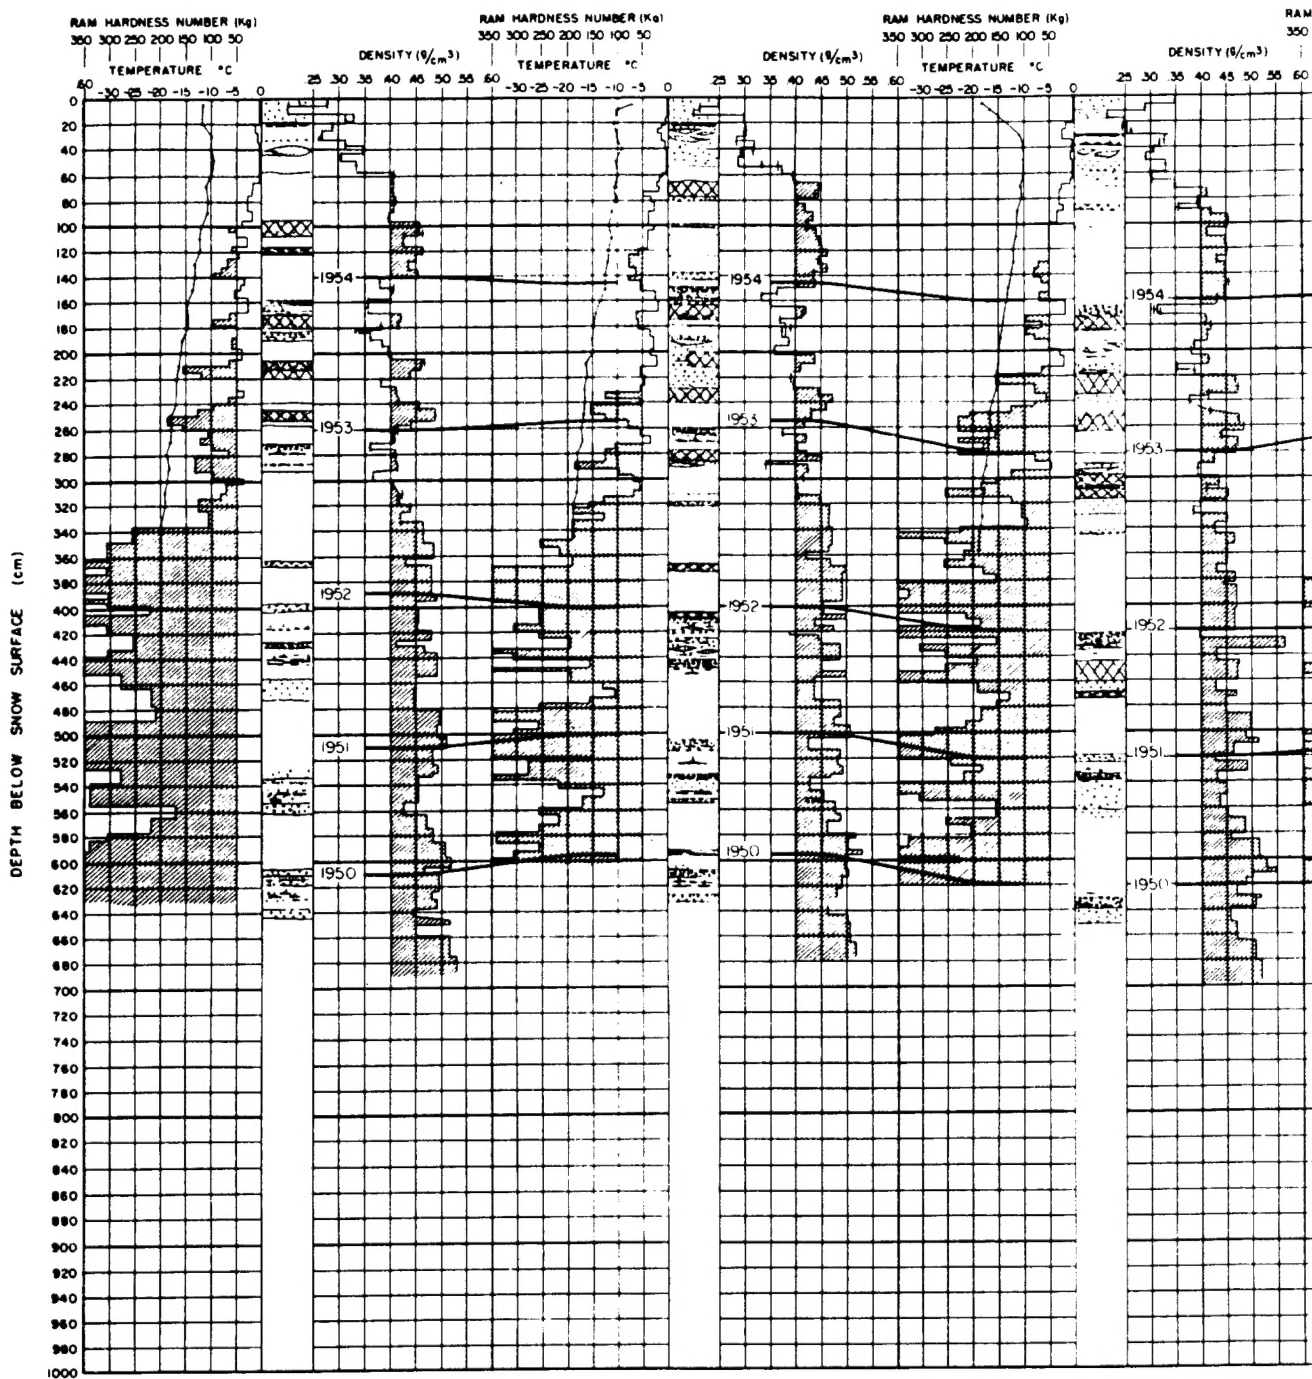 RAM HARDNESS NUMBER (Kg)
350 300 250 200 150 100 50
TEMPERATURE °C
-30 -25 -20 -15 -10 -5
DENSITY (g/cm³)
25 30 35 40 45 50 55 60
RAM HARDNESS NUMBER (Kg)
350 300 250 200 150 100 50
TEMPERATURE °C
-30 -25 -20 -15 -10 -5 0
DENSITY (g/cm³)
25 30 35 40 45 50 55 60
RAM HARDNESS NUMBER (Kg)
350 300 250 200 150 100 50
TEMPERATURE °C
-30 -25 -20 -15 -10 -5 0
DENSITY (g/cm³)
25 30 35 40 45 50 55 60
RAM
350
DEPTH BELOW SNOW SURFACE (cm)
0
20
40
60
80
100
120
140
160
180
200
220
240
260
280
300
320
340
360
380
400
420
440
460
480
500
520
540
560
580
600
620
640
660
680
700
720
740
760
780
800
820
840
860
880
900
920
940
960
980
1000
1954 1954 1954
1953 1953 1953
1952 1952 1952
1951 1951 1951
1950 1950 1950